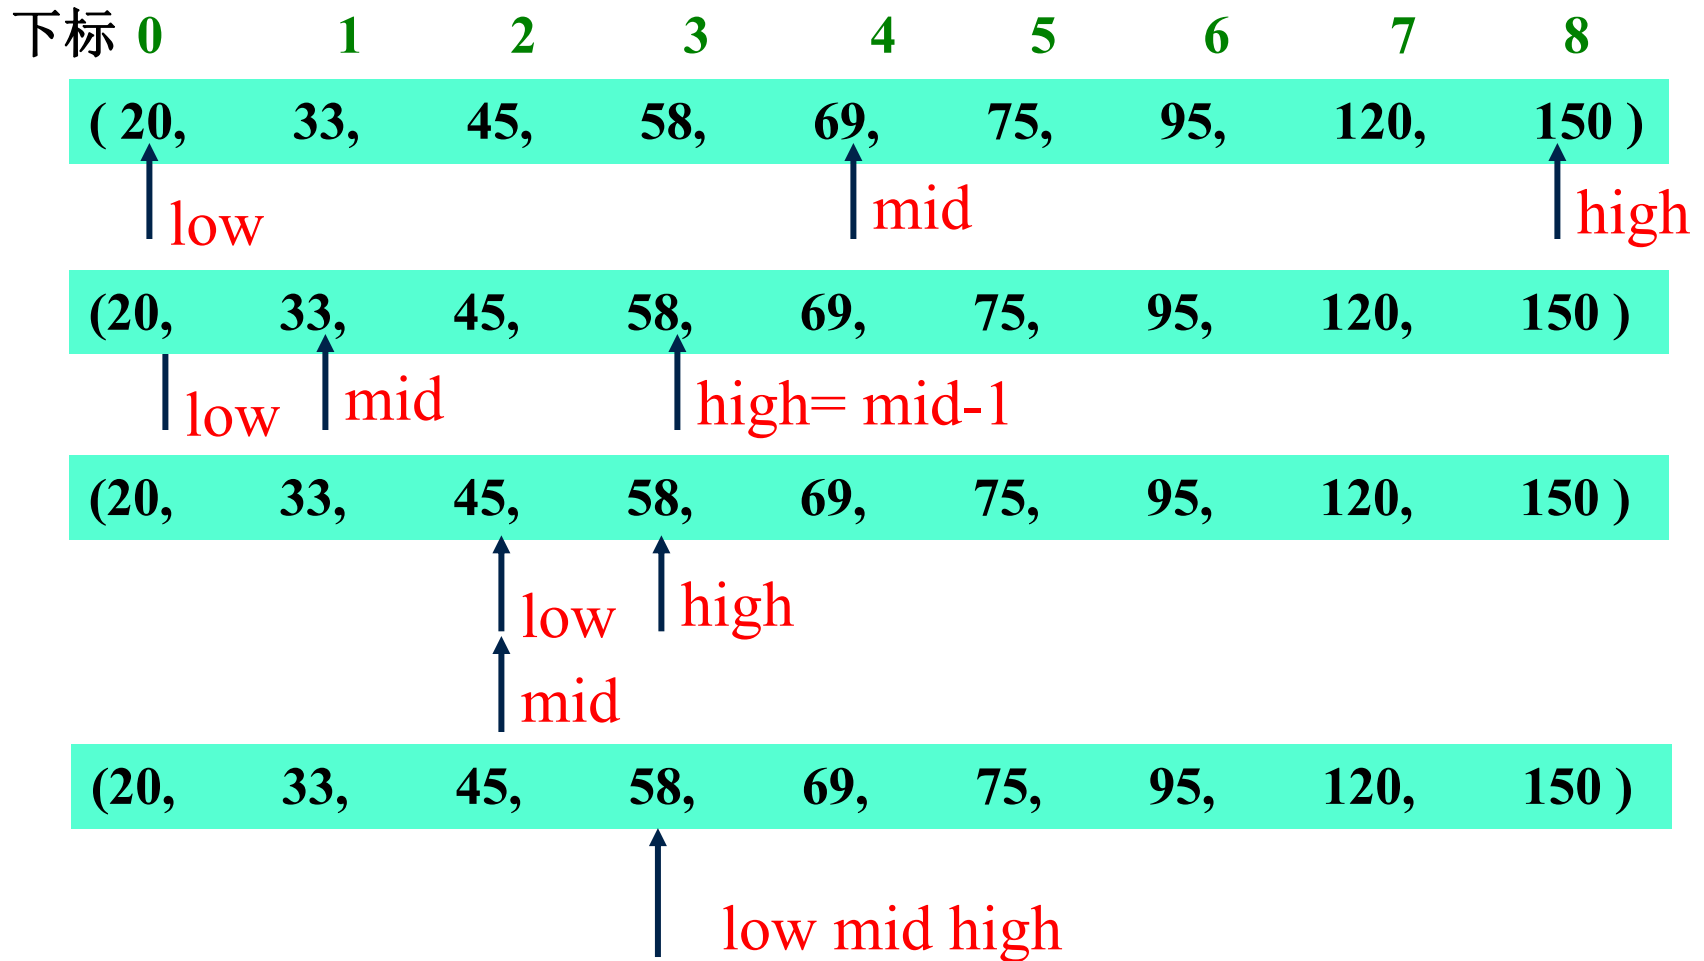 下标 0 1 2 3 4 5 6 7 8
( 20, 33, 45, 58, 69, 75, 95, 120, 150 )
low mid high
(20, 33, 45, 58, 69, 75, 95, 120, 150 )
low mid high= mid-1
(20, 33, 45, 58, 69, 75, 95, 120, 150 )
low high
mid
(20, 33, 45, 58, 69, 75, 95, 120, 150 )
low mid high